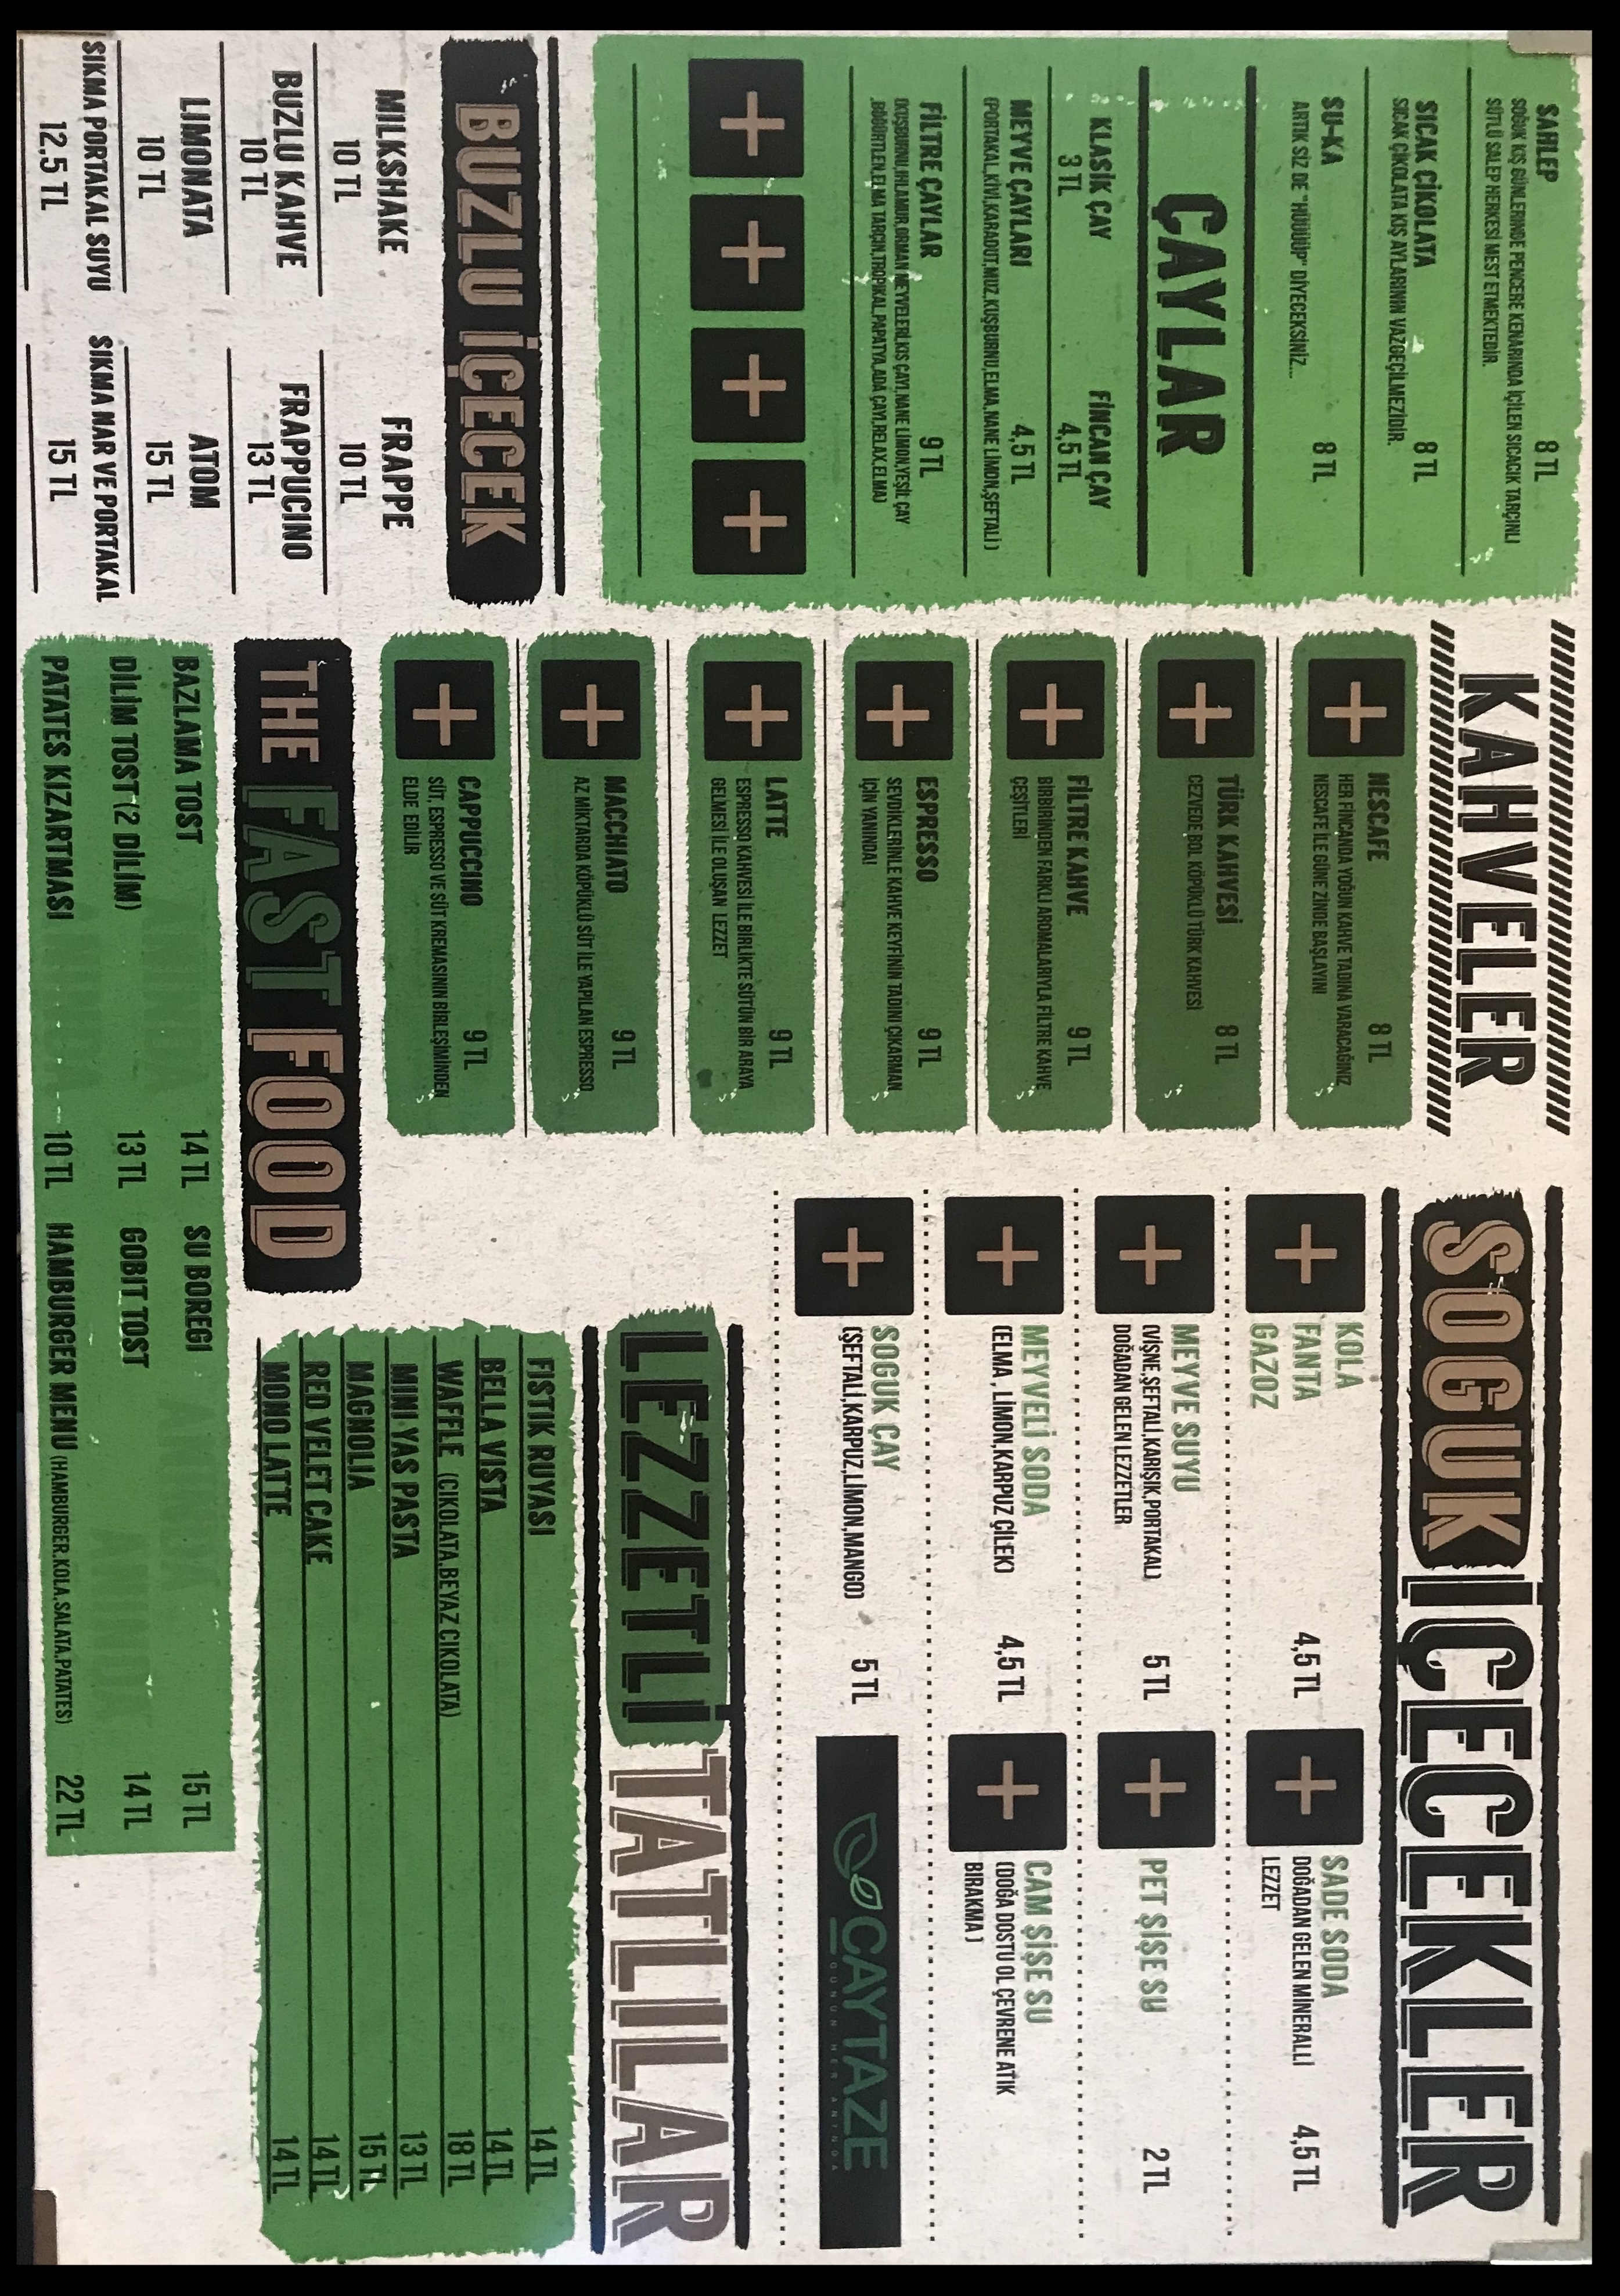 SAHLEP 8 TL
SOĞUK KIŞ GÜNLERİNDE PENCERE KENARINDA İÇİLEN SICACIK TARÇINLI
SÜTLÜ SALEP HERKESİ MEST ETMEKTEDİR.
SICAK ÇİKOLATA 8 TL
SICAK ÇİKOLATA KIŞ AYLARININ VAZGEÇİLMEZİDİR.
SU-KA 8 TL
ARTIK SİZ DE "HÜÜÜÜP" DİYECEKSİNİZ...
ÇAYLAR
KLASİK ÇAY FİNCAN ÇAY
3 TL 4,5 TL
MEYVE ÇAYLARI 4,5 TL
(PORTAKAL,KİVİ,KARADUT,MUZ,KUŞBURNU,ELMA,NANE LİMON,ŞEFTALİ)
FİLTRE ÇAYLAR 9 TL
(KUŞBURNU,IHLAMUR,ORMAN MEYVELERİ,KIŞ ÇAYI,NANE LİMON,YEŞİL ÇAY
,BÖĞÜRTLEN,ELMA TARÇIN,TROPİKAL,PAPATYA,ADA ÇAYI,RELAX,ELMA)
BUZLU İÇECEK
MILKSHAKE FRAPPE
10 TL 10 TL
BUZLU KAHVE FRAPPUCINO
10 TL 13 TL
LIMONATA ATOM
10 TL 15 TL
SIKMA PORTAKAL SUYU SIKMA NAR VE PORTAKAL
12,5 TL 15 TL
KAHVELER
NESCAFE 8 TL
HER FİNCANDA YOĞUN KAHVE TADINA VARACAĞINIZ
NESCAFE İLE GÜNE ZİNDE BAŞLAYIN!
TÜRK KAHVESİ 8 TL
CEZVEDE BOL KÖPÜKLÜ TÜRK KAHVESİ
FİLTRE KAHVE 9 TL
BİRBİRİNDEN FARKLI AROMALARIYLA FİLTRE KAHVE
ÇEŞİTLERİ
ESPRESSO 9 TL
SEVDİKLERİNLE KAHVE KEYFİNİN TADINI ÇIKARMAN
İÇİN YANINDA!
LATTE 9 TL
ESPRESSO KAHVESİ İLE BİRLİKTE SÜTÜN BİR ARAYA
GELMESİ İLE OLUŞAN LEZZET
MACCHIATO 9 TL
AZ MİKTARDA KÖPÜKLÜ SÜT İLE YAPILAN ESPRESSO
CAPPUCCINO 9 TL
SÜT, ESPRESSO VE SÜT KREMASININ BİRLEŞİMİNDEN
ELDE EDİLİR
THE FAST FOOD
BAZLAMA TOST 14 TL SU BOREGI 15 TL
DİLİM TOST (2 DİLİM) 13 TL GOBIT TOST 14 TL
PATATES KIZARTMASI 10 TL HAMBURGER MENU (HAMBURGER,KOLA,SALATA,PATATES) 22 TL
SOGUK İÇECEKLER
KOLA
FANTA 4,5 TL
GAZOZ
SADE SODA 4,5 TL
DOĞADAN GELEN MİNERALLİ
LEZZET
MEYVE SUYU
(VİŞNE,ŞEFTALİ,KARIŞIK,PORTAKAL) 5 TL
DOĞADAN GELEN LEZZETLER
PET ŞİŞE SU 2 TL
MEYVELİ SODA
(ELMA , LİMON,KARPUZ ÇİLEK) 4,5 TL
CAM ŞİŞE SU
(DOĞA DOSTU OL ÇEVRENE ATIK
BIRAKMA )
SOGUK ÇAY
(ŞEFTALİ,KARPUZ,LİMON,MANGO) 5 TL
CAYTAZE
GÜNÜN HER ANINDA
LEZZETLİ TATLILAR
FISTIK RUYASI 14 TL
BELLA VISTA 14 TL
WAFFLE (CIKOLATA,BEYAZ CIKOLATA) 18 TL
MINI YAS PASTA 13 TL
MAGNOLIA 15 TL
RED VELET CAKE 14 TL
MONO LATTE 14 TL